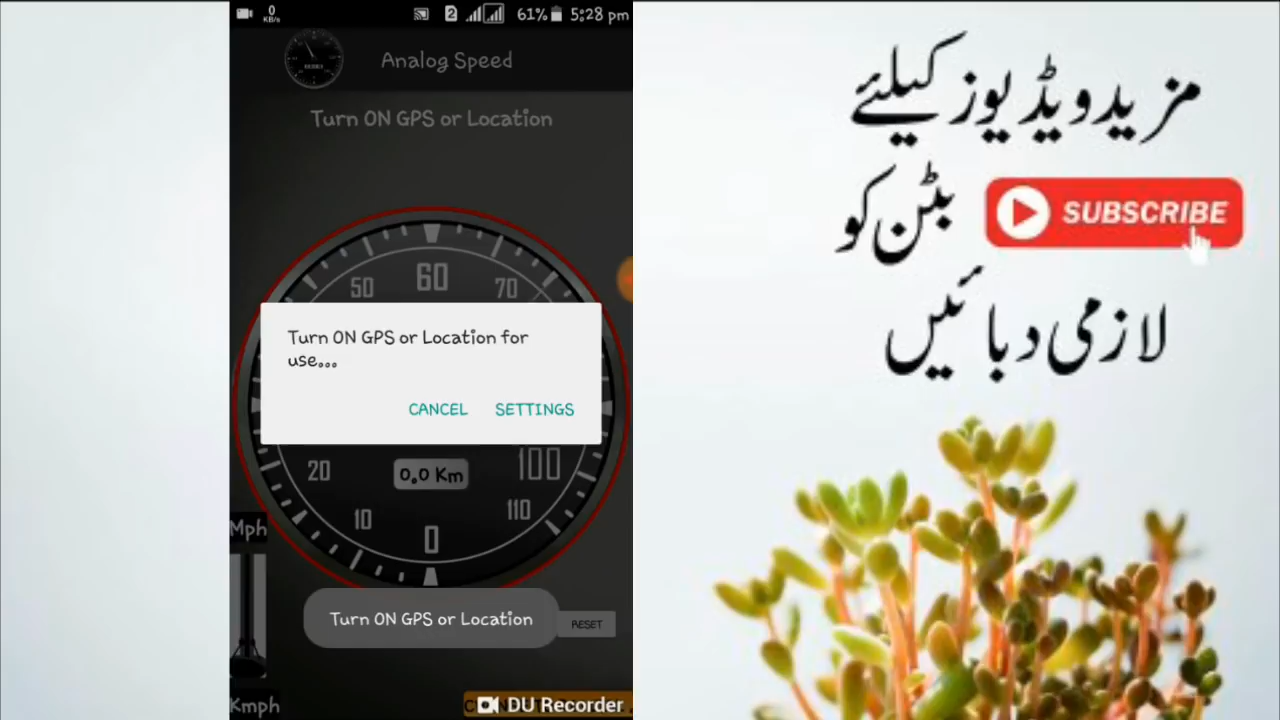 0
KB/s
2
61%
5:28 pm
Analog Speed
Turn ON GPS or Location
50
60
70
Turn ON GPS or Location for
use...
CANCEL
SETTINGS
20
0.0 Km
100
10
110
0
Mph
Turn ON GPS or Location
RESET
Kmph
DU Recorder
مزید ویڈیوز کیلئے
SUBSCRIBE
بٹن کو
لازمی دبائیں